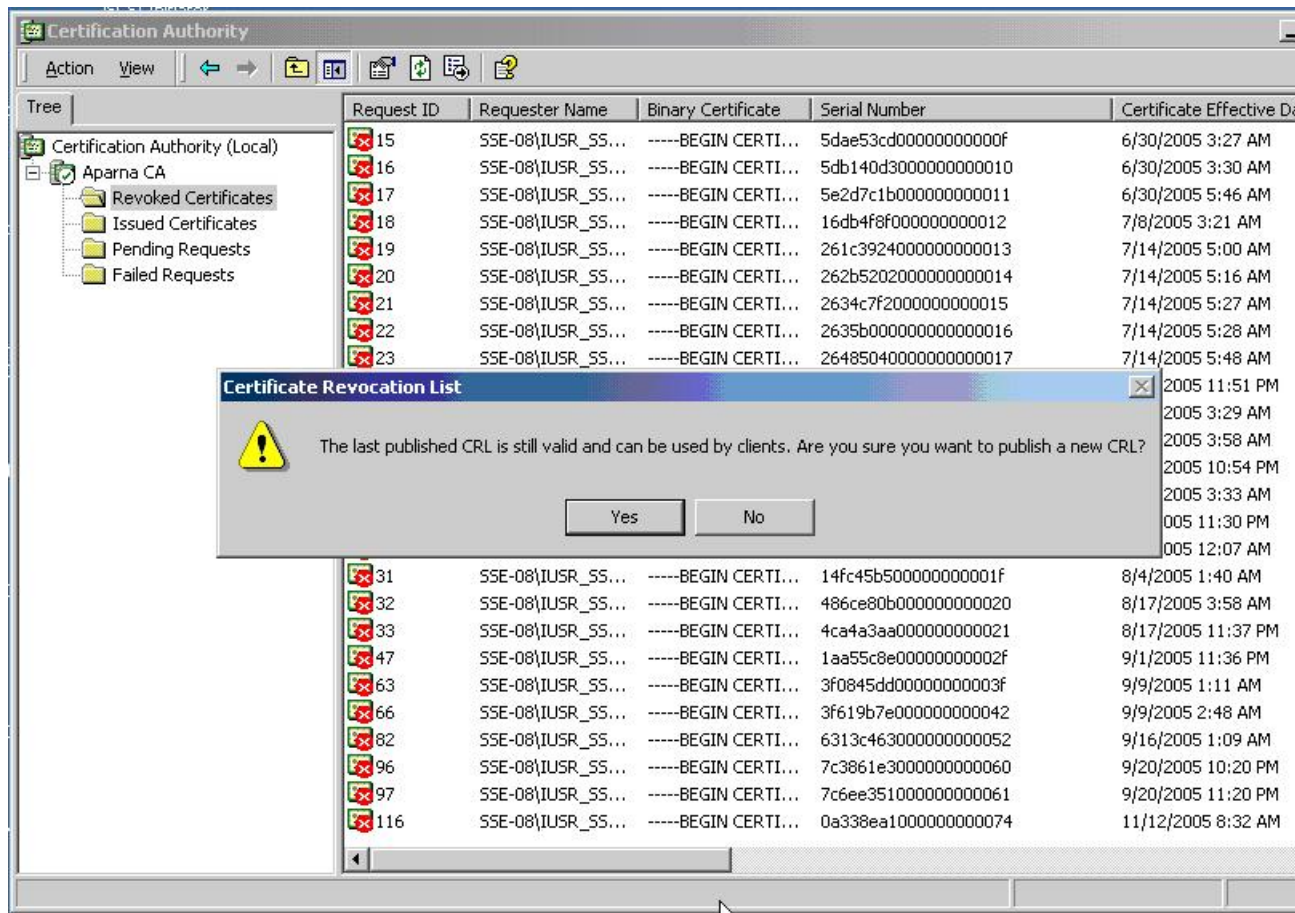 Certification Authority
Action View
Tree
Request ID Requester Name Binary Certificate Serial Number Certificate Effective Da
Certification Authority (Local)
Aparna CA
Revoked Certificates
Issued Certificates
Pending Requests
Failed Requests
15 SSE-08\IUSR_SS... -----BEGIN CERTI... 5dae53cd00000000000f 6/30/2005 3:27 AM
16 SSE-08\IUSR_SS... -----BEGIN CERTI... 5db140d3000000000010 6/30/2005 3:30 AM
17 SSE-08\IUSR_SS... -----BEGIN CERTI... 5e2d7c1b000000000011 6/30/2005 5:46 AM
18 SSE-08\IUSR_SS... -----BEGIN CERTI... 16db4f8f000000000012 7/8/2005 3:21 AM
19 SSE-08\IUSR_SS... -----BEGIN CERTI... 261c3924000000000013 7/14/2005 5:00 AM
20 SSE-08\IUSR_SS... -----BEGIN CERTI... 262b5202000000000014 7/14/2005 5:16 AM
21 SSE-08\IUSR_SS... -----BEGIN CERTI... 2634c7f2000000000015 7/14/2005 5:27 AM
22 SSE-08\IUSR_SS... -----BEGIN CERTI... 2635b000000000000016 7/14/2005 5:28 AM
23 SSE-08\IUSR_SS... -----BEGIN CERTI... 26485040000000000017 7/14/2005 5:48 AM
2005 11:51 PM
2005 3:29 AM
2005 3:58 AM
2005 10:54 PM
2005 3:33 AM
005 11:30 PM
005 12:07 AM
Certificate Revocation List
The last published CRL is still valid and can be used by clients. Are you sure you want to publish a new CRL?
Yes No
31 SSE-08\IUSR_SS... -----BEGIN CERTI... 14fc45b500000000001f 8/4/2005 1:40 AM
32 SSE-08\IUSR_SS... -----BEGIN CERTI... 486ce80b000000000020 8/17/2005 3:58 AM
33 SSE-08\IUSR_SS... -----BEGIN CERTI... 4ca4a3aa000000000021 8/17/2005 11:37 PM
47 SSE-08\IUSR_SS... -----BEGIN CERTI... 1aa55c8e00000000002f 9/1/2005 11:36 PM
63 SSE-08\IUSR_SS... -----BEGIN CERTI... 3f0845dd00000000003f 9/9/2005 1:11 AM
66 SSE-08\IUSR_SS... -----BEGIN CERTI... 3f619b7e000000000042 9/9/2005 2:48 AM
82 SSE-08\IUSR_SS... -----BEGIN CERTI... 6313c463000000000052 9/16/2005 1:09 AM
96 SSE-08\IUSR_SS... -----BEGIN CERTI... 7c3861e3000000000060 9/20/2005 10:20 PM
97 SSE-08\IUSR_SS... -----BEGIN CERTI... 7c6ee351000000000061 9/20/2005 11:20 PM
116 SSE-08\IUSR_SS... -----BEGIN CERTI... 0a338ea1000000000074 11/12/2005 8:32 AM